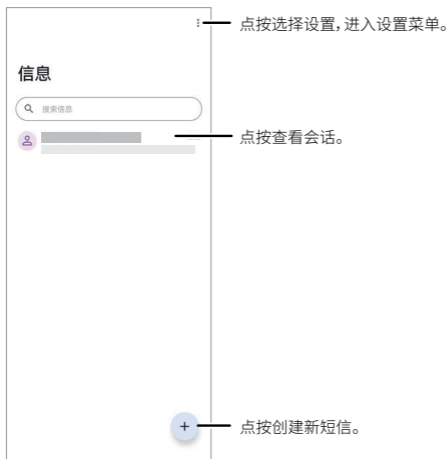 点按选择设置,进入设置菜单。
信息
搜索信息
点按查看会话。
点按创建新短信。